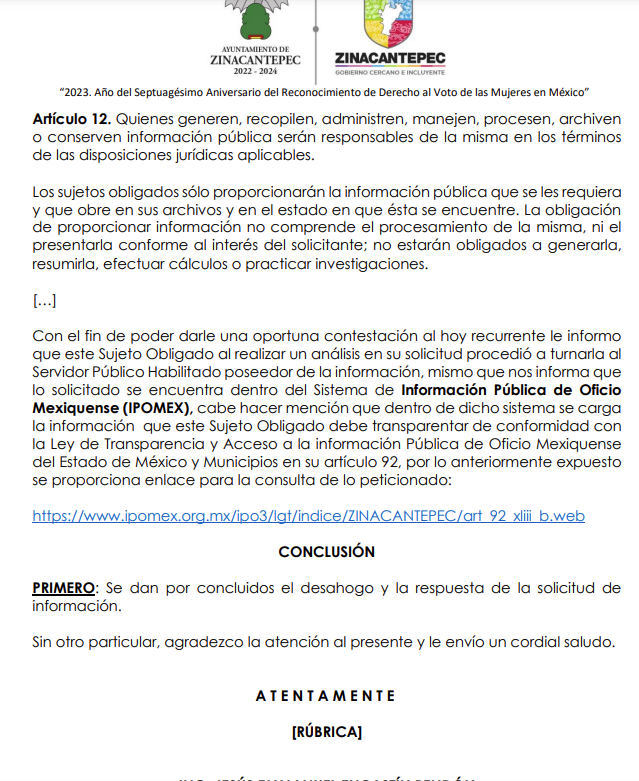 AYUNTAMIENTO DE
ZINACANTEPEC
2022 - 2024
ZINACANTEPEC
GOBIERNO CERCANO E INCLUYENTE
"2023. Año del Septuagésimo Aniversario del Reconocimiento de Derecho al Voto de las Mujeres en México"
Artículo 12. Quienes generen, recopilen, administren, manejen, procesen, archiven
o conserven información pública serán responsables de la misma en los términos
de las disposiciones jurídicas aplicables.
Los sujetos obligados sólo proporcionarán la información pública que se les requiera
y que obre en sus archivos y en el estado en que ésta se encuentre. La obligación
de proporcionar información no comprende el procesamiento de la misma, ni el
presentarla conforme al interés del solicitante; no estarán obligados a generarla,
resumirla, efectuar cálculos o practicar investigaciones.
[…]
Con el fin de poder darle una oportuna contestación al hoy recurrente le informo
que este Sujeto Obligado al realizar un análisis en su solicitud procedió a turnarla al
Servidor Público Habilitado poseedor de la información, mismo que nos informa que
lo solicitado se encuentra dentro del Sistema de Información Pública de Oficio
Mexiquense (IPOMEX), cabe hacer mención que dentro de dicho sistema se carga
la información que este Sujeto Obligado debe transparentar de conformidad con
la Ley de Transparencia y Acceso a la información Pública de Oficio Mexiquense
del Estado de México y Municipios en su artículo 92, por lo anteriormente expuesto
se proporciona enlace para la consulta de lo peticionado:
https://www.ipomex.org.mx/ipo3/lgt/indice/ZINACANTEPEC/art_92_xliii_b.web
CONCLUSIÓN
PRIMERO: Se dan por concluidos el desahogo y la respuesta de la solicitud de
información.
Sin otro particular, agradezco la atención al presente y le envío un cordial saludo.
A T E N T A M E N T E
[RÚBRICA]